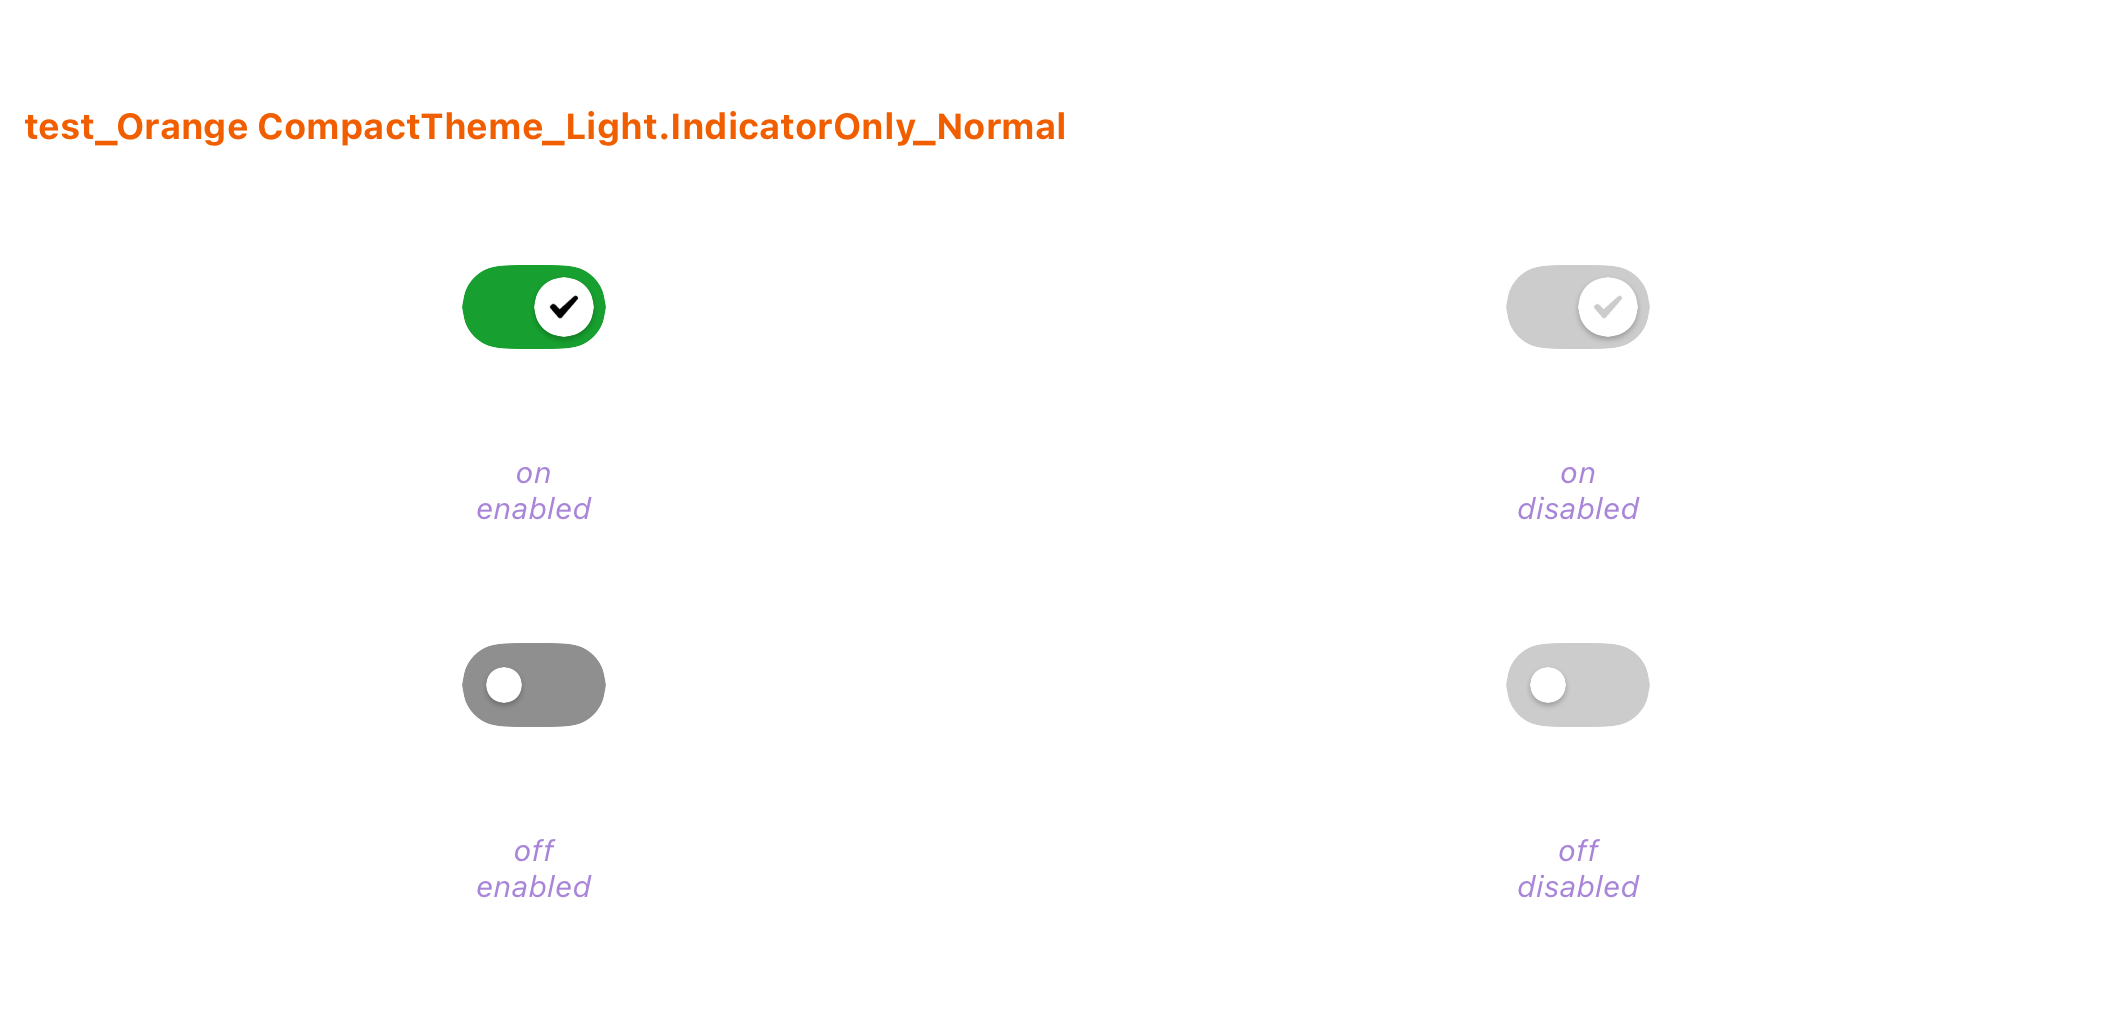 test_Orange CompactTheme_Light.IndicatorOnly_Normal
on
enabled
on
disabled
off
enabled
off
disabled